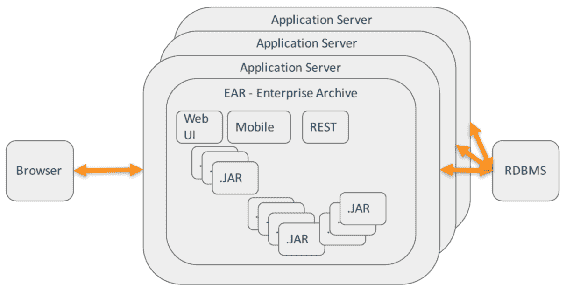 Application Server
Application Server
Application Server
EAR - Enterprise Archive
Web
UI
Mobile
REST
Browser
.JAR
RDBMS
.JAR
.JAR